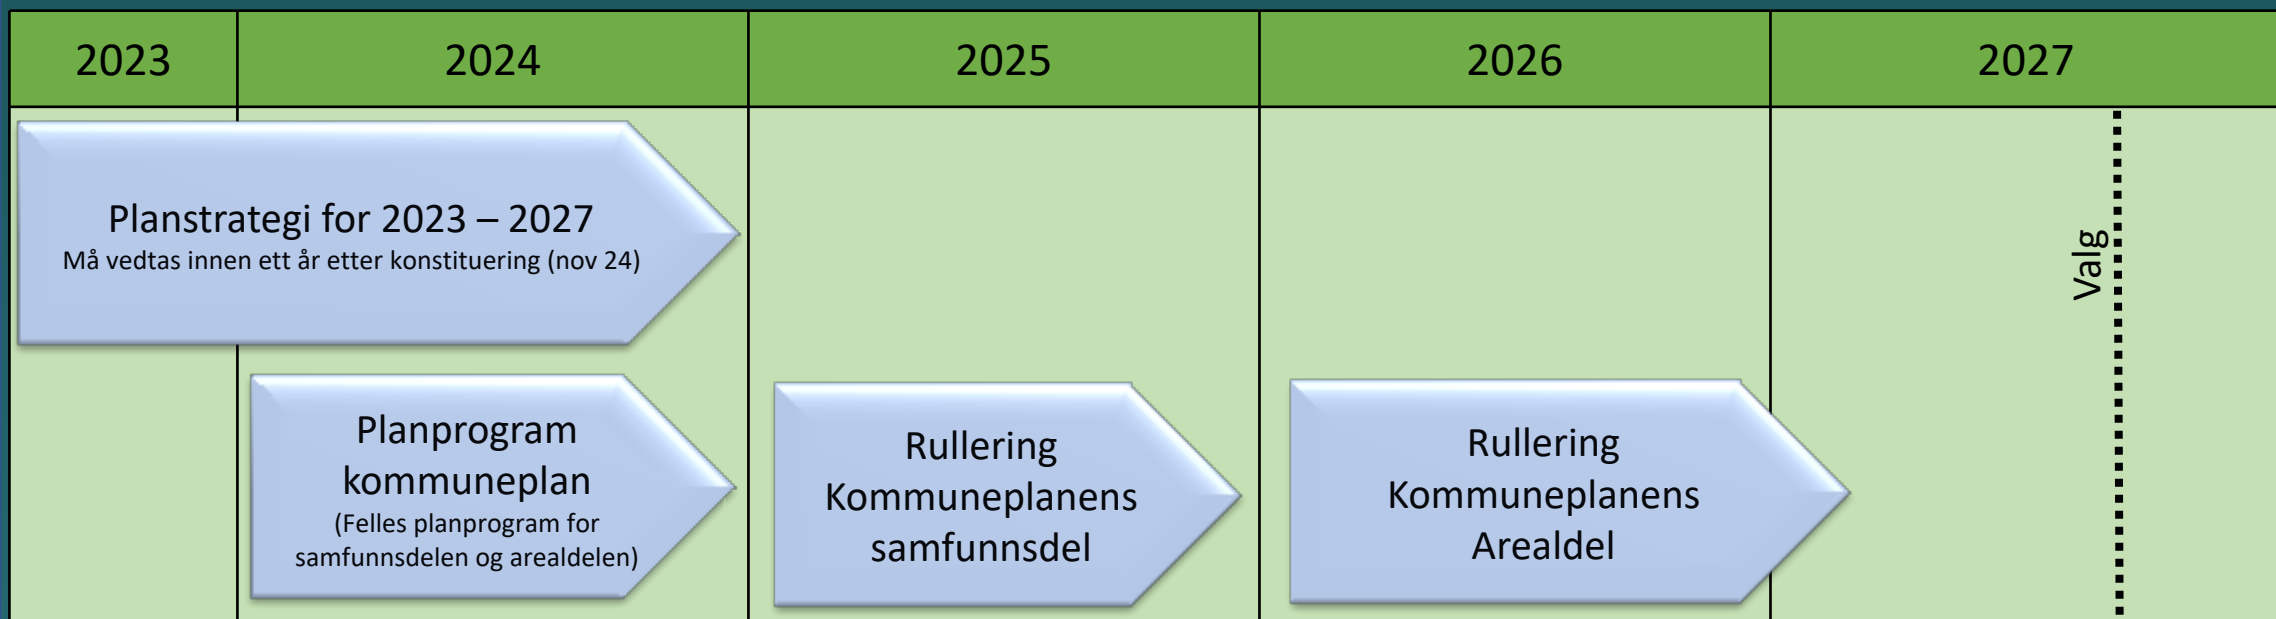 2023
2024
2025
2026
2027
Planstrategi for 2023 – 2027
Må vedtas innen ett år etter konstituering (nov 24)
Valg
Planprogram
kommuneplan
(Felles planprogram for
samfunnsdelen og arealdelen)
Rullering
Kommuneplanens
samfunnsdel
Rullering
Kommuneplanens
Arealdel